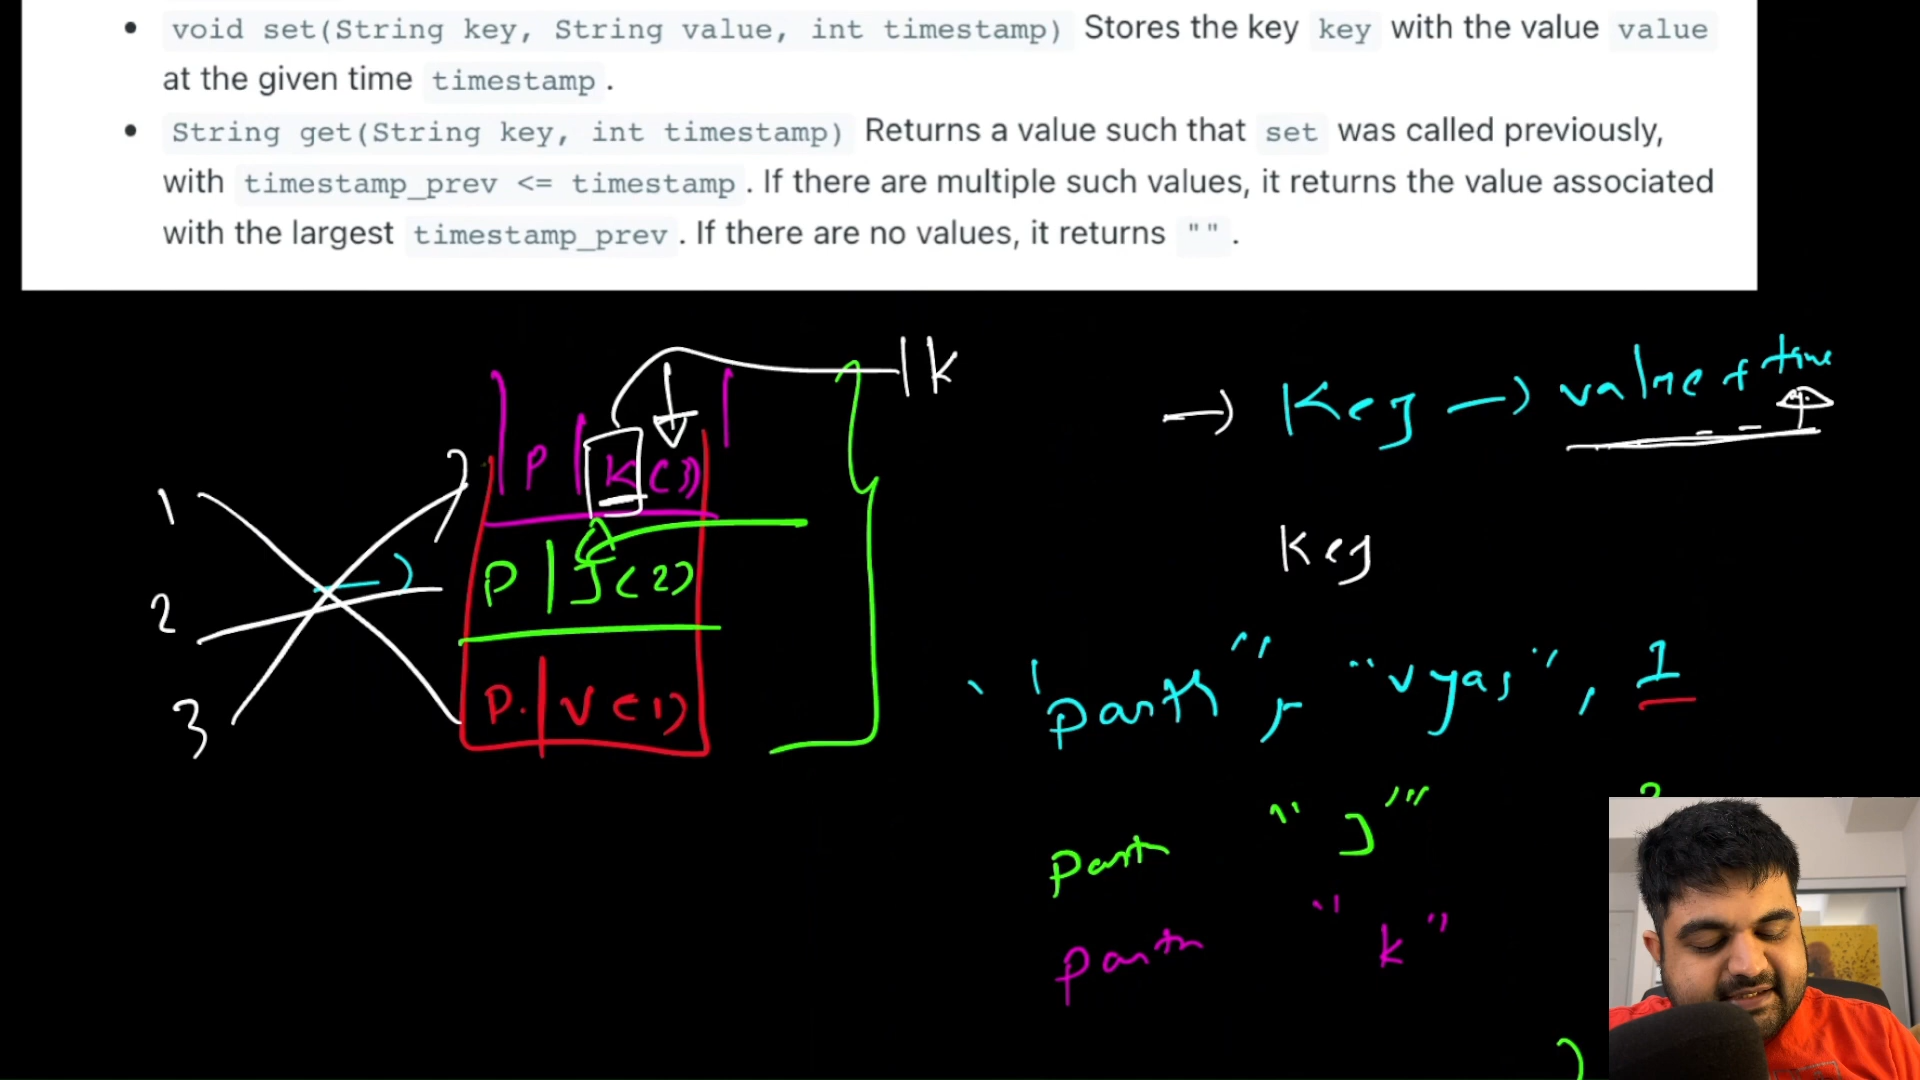 • void set(String key, String value, int timestamp) Stores the key key with the value value
at the given time timestamp .
• String get(String key, int timestamp) Returns a value such that set was called previously,
with timestamp_prev <= timestamp . If there are multiple such values, it returns the value associated
with the largest timestamp_prev . If there are no values, it returns "" .
1k
→ Key → value + time
P | K (3)
1
Key
P | J (2)
2
"parth", "vyas", 1
P. | V (1)
3
Parth "J"
Parth "k"